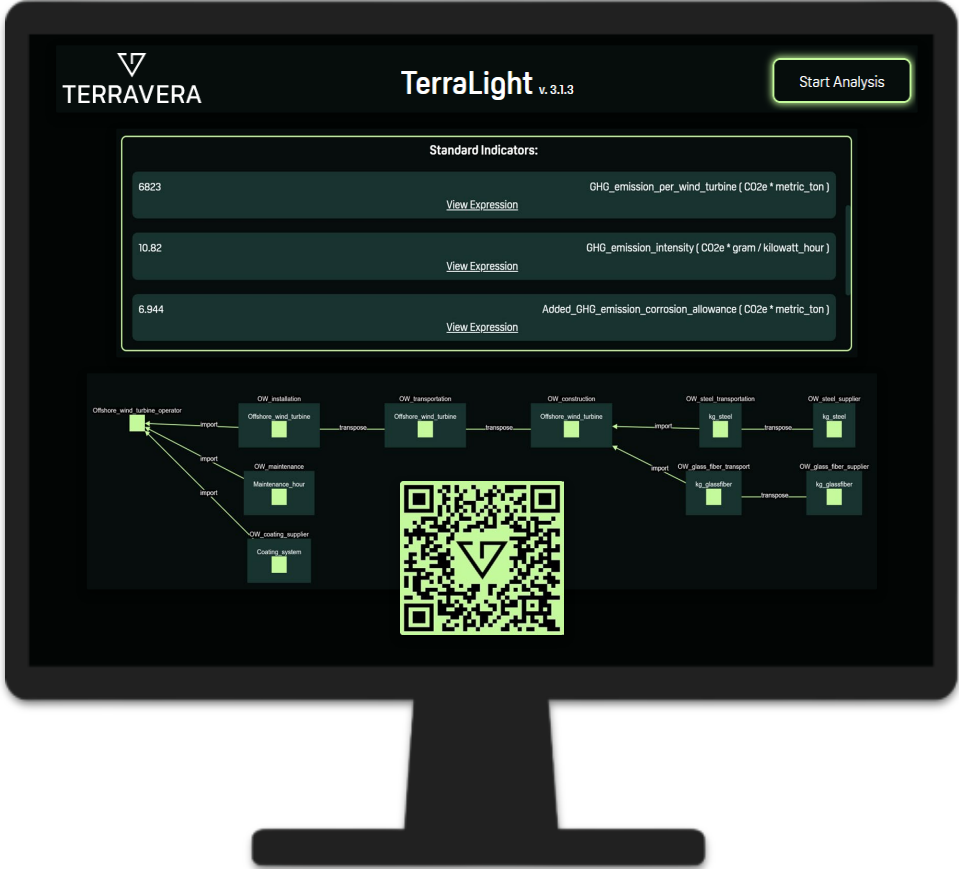 TERRAVERA
TerraLight v. 3.1.3
Start Analysis
Standard Indicators:
6823 GHG_emission_per_wind_turbine ( CO2e * metric_ton )
View Expression
10.82 GHG_emission_intensity ( CO2e * gram / kilowatt_hour )
View Expression
6.944 Added_GHG_emission_corrosion_allowance ( CO2e * metric_ton )
View Expression
Offshore_wind_turbine_operator
import
OW_installation
Offshore_wind_turbine
transpose
OW_transportation
Offshore_wind_turbine
transpose
OW_construction
Offshore_wind_turbine
import
OW_steel_transportation
kg_steel
transpose
OW_steel_supplier
kg_steel
import
OW_maintenance
Maintenance_hour
import
OW_glass_fiber_transport
kg_glassfiber
transpose
OW_glass_fiber_supplier
kg_glassfiber
import
OW_coating_supplier
Coating_system